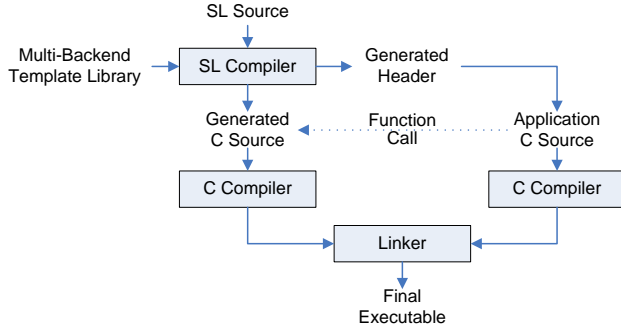 SL Source
Multi-Backend
Template Library
SL Compiler
Generated
Header
Generated
C Source
Function
Call
Application
C Source
C Compiler
C Compiler
Linker
Final
Executable